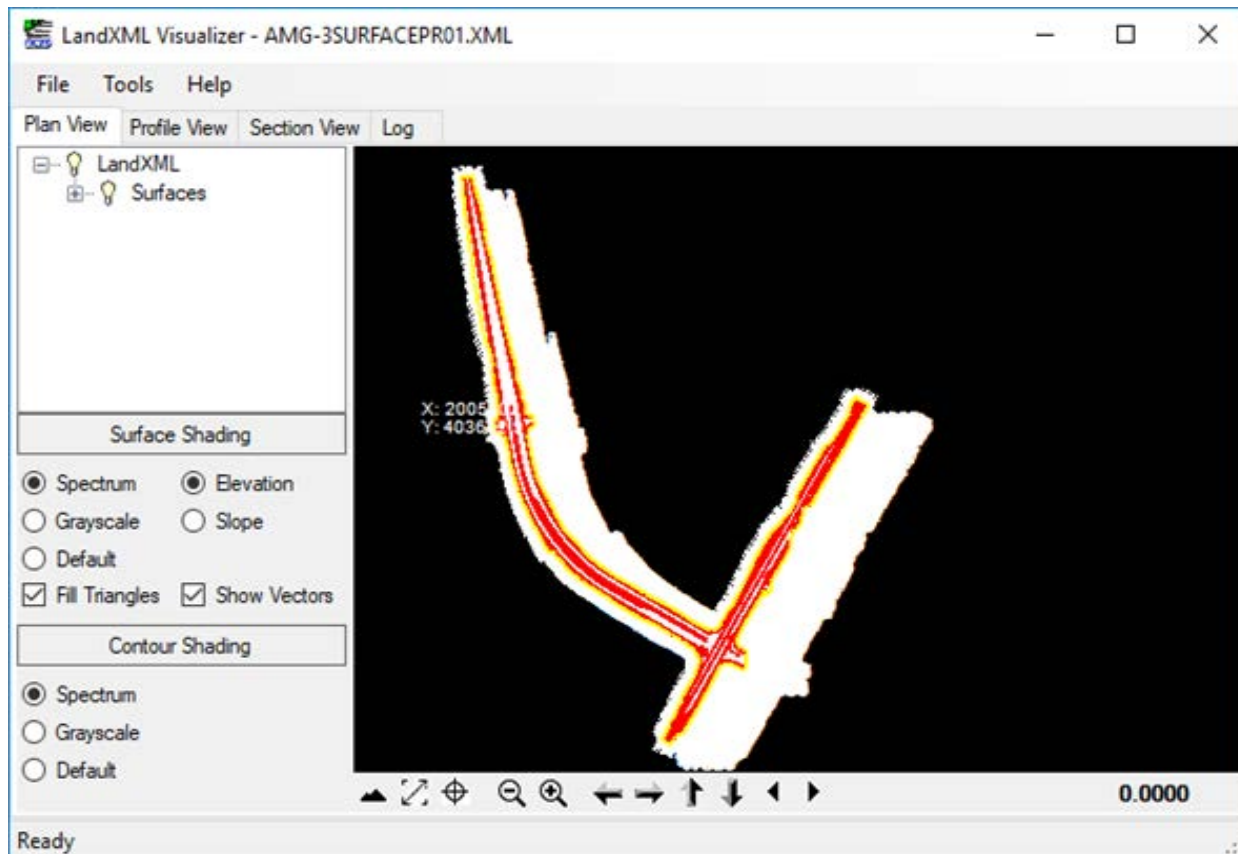 LandXML Visualizer - AMG-3SURFACEPR01.XML
File Tools Help
Plan View Profile View Section View Log
LandXML
Surfaces
X: 2005
Y: 4036
Surface Shading
Spectrum Elevation
Grayscale Slope
Default
Fill Triangles Show Vectors
Contour Shading
Spectrum
Grayscale
Default
0.0000
Ready